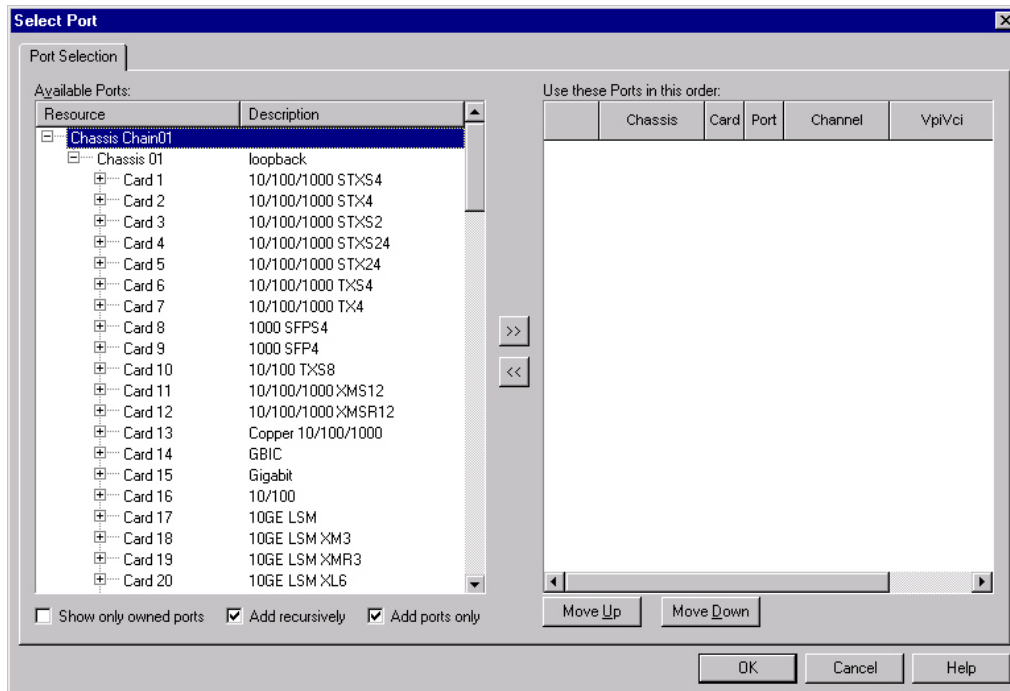 Select Port
Port Selection
Available Ports:
Resource Description
Chassis Chain01
Chassis 01 loopback
Card 1 10/100/1000 STXS4
Card 2 10/100/1000 STX4
Card 3 10/100/1000 STXS2
Card 4 10/100/1000 STXS24
Card 5 10/100/1000 STX24
Card 6 10/100/1000 TXS4
Card 7 10/100/1000 TX4
Card 8 1000 SFPS4
Card 9 1000 SFP4
Card 10 10/100 TXS8
Card 11 10/100/1000 XMS12
Card 12 10/100/1000 XMSR12
Card 13 Copper 10/100/1000
Card 14 GBIC
Card 15 Gigabit
Card 16 10/100
Card 17 10GE LSM
Card 18 10GE LSM XM3
Card 19 10GE LSM XMR3
Card 20 10GE LSM XL6
Show only owned ports Add recursively Add ports only
>>
<<
Use these Ports in this order:
Chassis Card Port Channel VpiVci
Move Up Move Down
OK Cancel Help